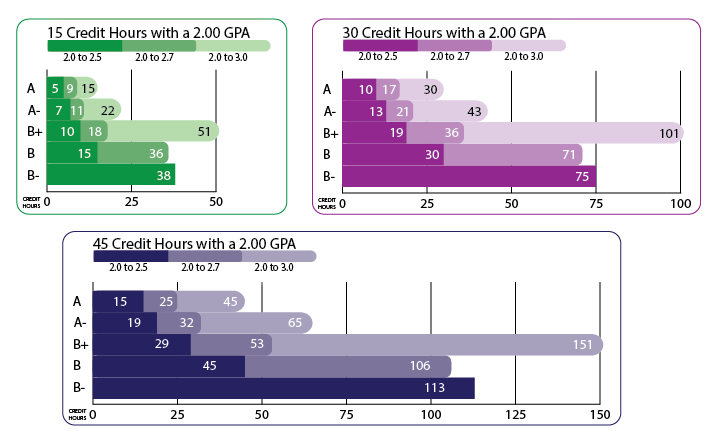 15 Credit Hours with a 2.00 GPA
2.0 to 2.5 2.0 to 2.7 2.0 to 3.0
A 5 9 15
A- 7 11 22
B+ 10 18 51
B 15 36
B- 38
CREDIT HOURS 0 25 50
30 Credit Hours with a 2.00 GPA
2.0 to 2.5 2.0 to 2.7 2.0 to 3.0
A 10 17 30
A- 13 21 43
B+ 19 36 101
B 30 71
B- 75
CREDIT HOURS 0 25 50 75 100
45 Credit Hours with a 2.00 GPA
2.0 to 2.5 2.0 to 2.7 2.0 to 3.0
A 15 25 45
A- 19 32 65
B+ 29 53 151
B 45 106
B- 113
CREDIT HOURS 0 25 50 75 100 125 150